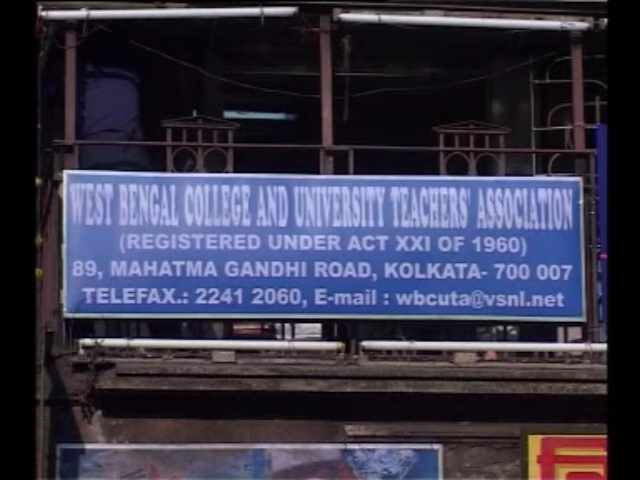 WEST BENGAL COLLEGE AND UNIVERSITY TEACHERS' ASSOCIATION
(REGISTERED UNDER ACT XXI OF 1960)
89, MAHATMA GANDHI ROAD, KOLKATA- 700 007
TELEFAX.: 2241 2060, E-mail : wbcuta@vsnl.net